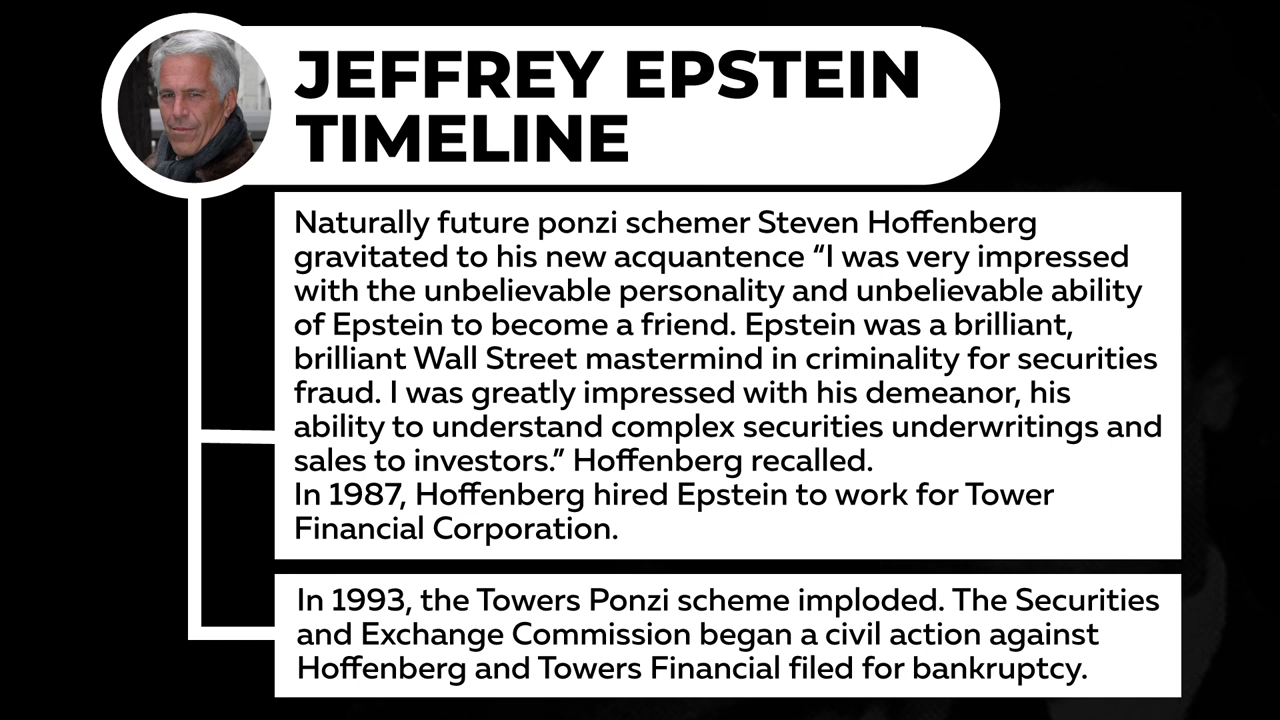 JEFFREY EPSTEIN
TIMELINE
Naturally future ponzi schemer Steven Hoffenberg
gravitated to his new acquantence “I was very impressed
with the unbelievable personality and unbelievable ability
of Epstein to become a friend. Epstein was a brilliant,
brilliant Wall Street mastermind in criminality for securities
fraud. I was greatly impressed with his demeanor, his
ability to understand complex securities underwritings and
sales to investors.” Hoffenberg recalled.
In 1987, Hoffenberg hired Epstein to work for Tower
Financial Corporation.
In 1993, the Towers Ponzi scheme imploded. The Securities
and Exchange Commission began a civil action against
Hoffenberg and Towers Financial filed for bankruptcy.